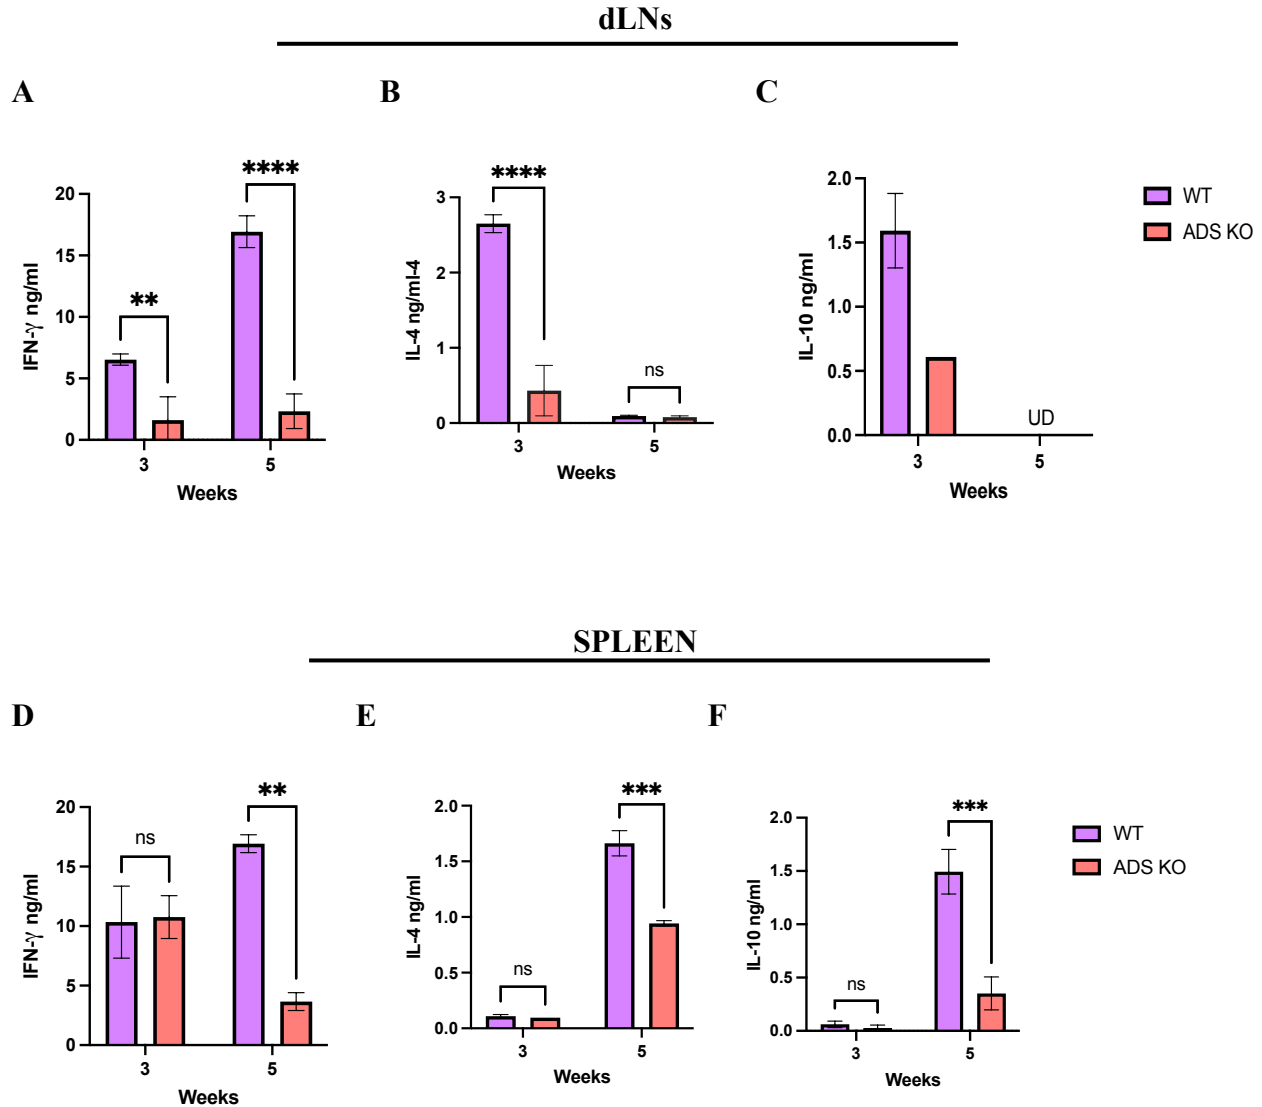 dLNs
A
B
C
****
**
20
15
10
5
0
IFN-γ ng/ml
3
5
Weeks
****
ns
3
2
1
0
IL-4 ng/ml-4
3
5
Weeks
2.0
1.5
1.0
0.5
0.0
IL-10 ng/ml
UD
3
5
Weeks
WT
ADS KO
SPLEEN
D
E
F
ns
**
20
15
10
5
0
IFN-γ ng/ml
3
5
Weeks
ns
***
2.0
1.5
1.0
0.5
0.0
IL-4 ng/ml
3
5
Weeks
ns
***
2.0
1.5
1.0
0.5
0.0
IL-10 ng/ml
3
5
Weeks
WT
ADS KO